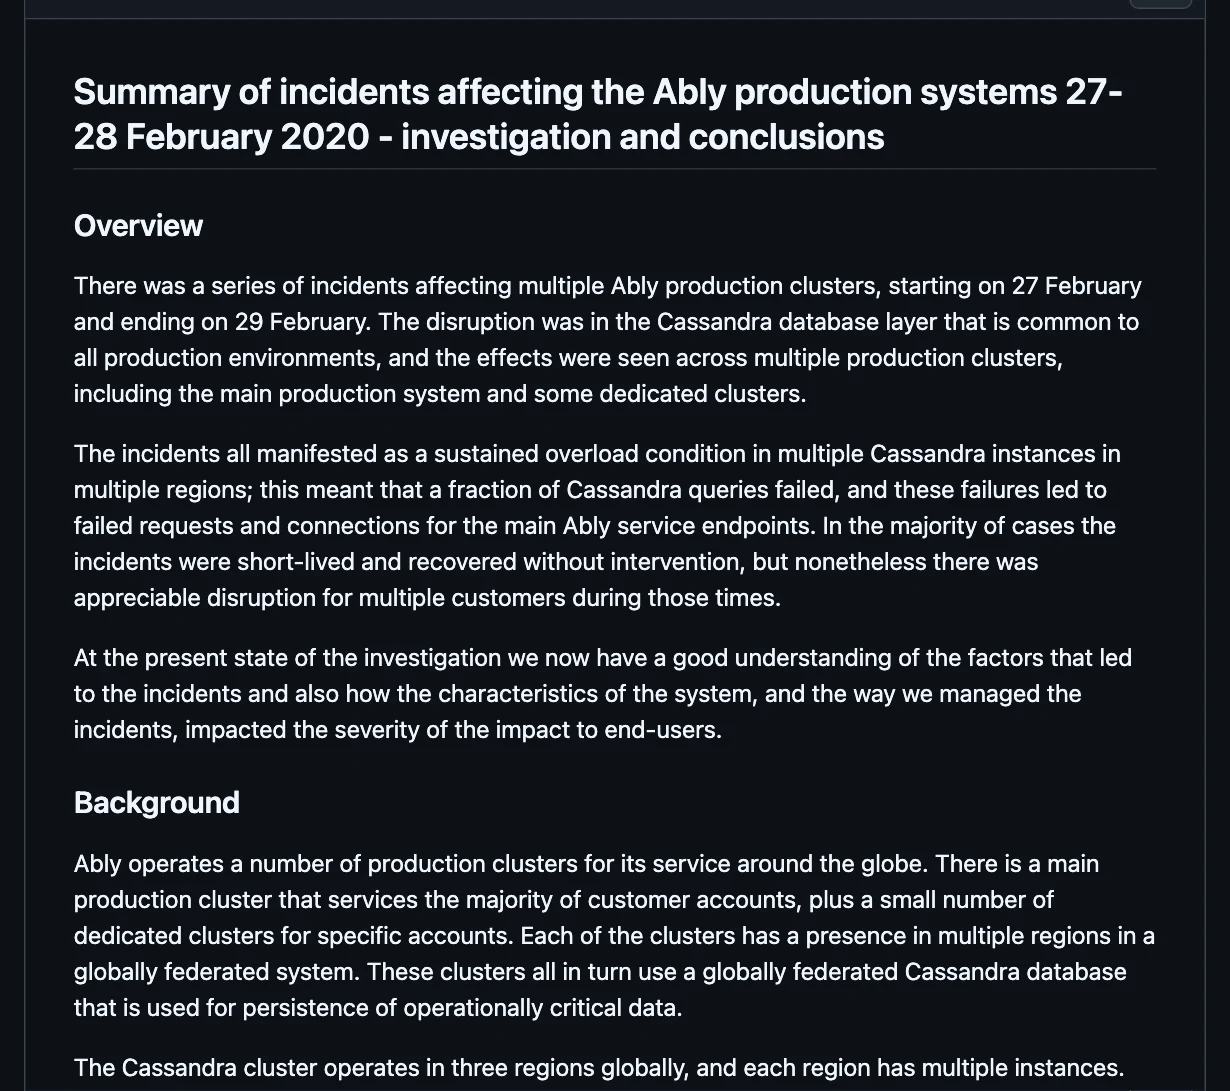 Summary of incidents affecting the Ably production systems 27-
28 February 2020 - investigation and conclusions
Overview
There was a series of incidents affecting multiple Ably production clusters, starting on 27 February
and ending on 29 February. The disruption was in the Cassandra database layer that is common to
all production environments, and the effects were seen across multiple production clusters,
including the main production system and some dedicated clusters.
The incidents all manifested as a sustained overload condition in multiple Cassandra instances in
multiple regions; this meant that a fraction of Cassandra queries failed, and these failures led to
failed requests and connections for the main Ably service endpoints. In the majority of cases the
incidents were short-lived and recovered without intervention, but nonetheless there was
appreciable disruption for multiple customers during those times.
At the present state of the investigation we now have a good understanding of the factors that led
to the incidents and also how the characteristics of the system, and the way we managed the
incidents, impacted the severity of the impact to end-users.
Background
Ably operates a number of production clusters for its service around the globe. There is a main
production cluster that services the majority of customer accounts, plus a small number of
dedicated clusters for specific accounts. Each of the clusters has a presence in multiple regions in a
globally federated system. These clusters all in turn use a globally federated Cassandra database
that is used for persistence of operationally critical data.
The Cassandra cluster operates in three regions globally, and each region has multiple instances.